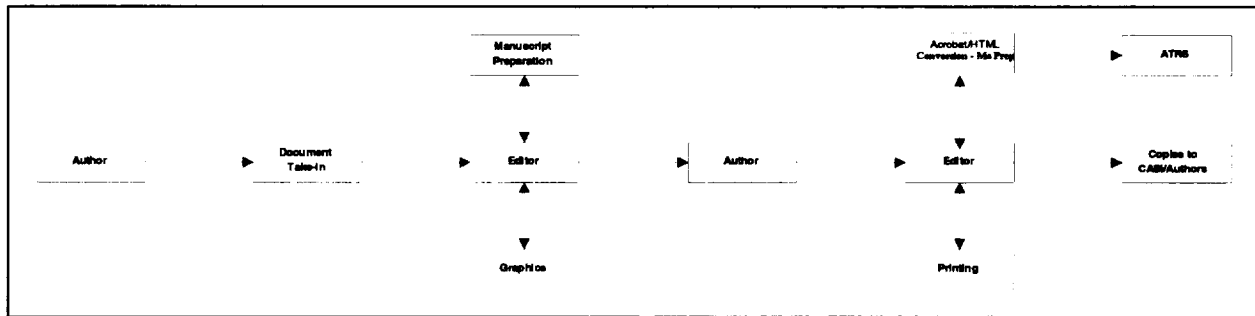 Manuscript
Preparation
Acrobat/HTML
Conversion - Ms Prep
ATRS
Author
Document
Take-In
Editor
Author
Editor
Copies to
CASI/Authors
Graphics
Printing